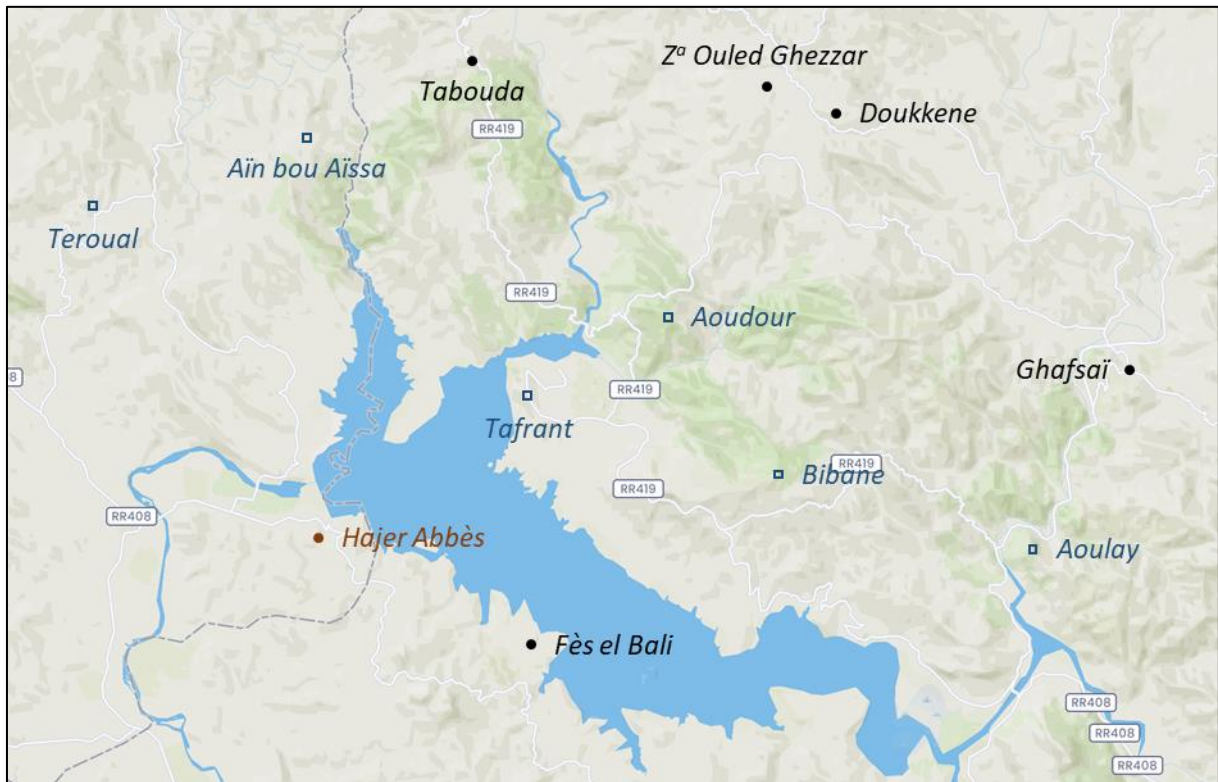 Tabouda
Zᵃ Ouled Ghezzar
Doukkene
RR419
Aïn bou Aïssa
Teroual
RR419
Aoudour
Ghafsaï
8
RR419
Tafrant
Bibane
RR419
RR419
RR408
Hajer Abbès
Aoulay
Fès el Bali
RR408
RR408
RR408